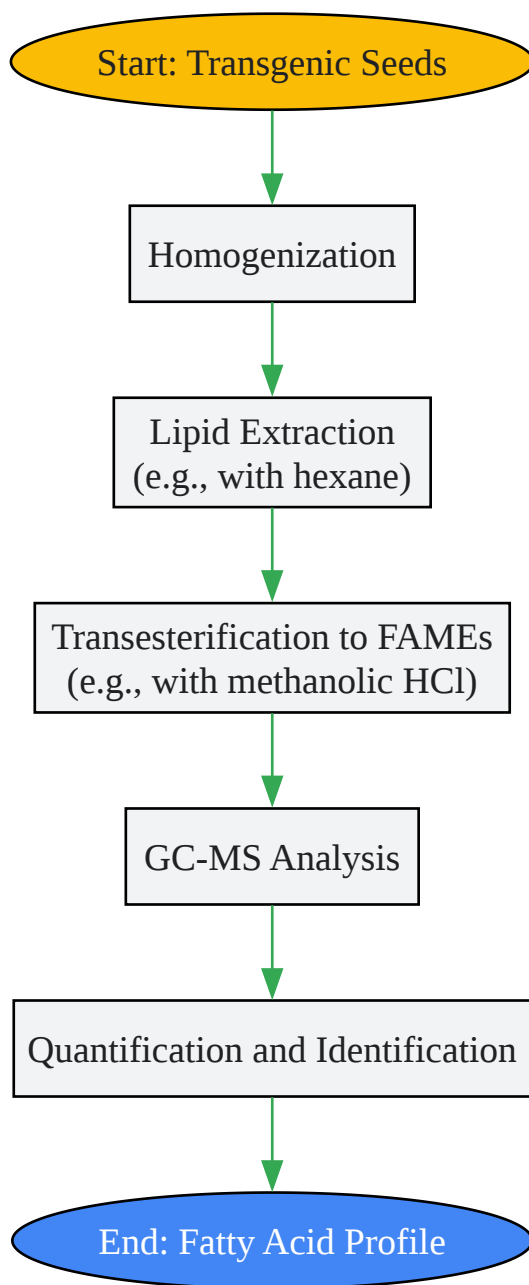 Start: Transgenic Seeds
Homogenization
Lipid Extraction
(e.g., with hexane)
Transesterification to FAMEs
(e.g., with methanolic HCl)
GC-MS Analysis
Quantification and Identification
End: Fatty Acid Profile